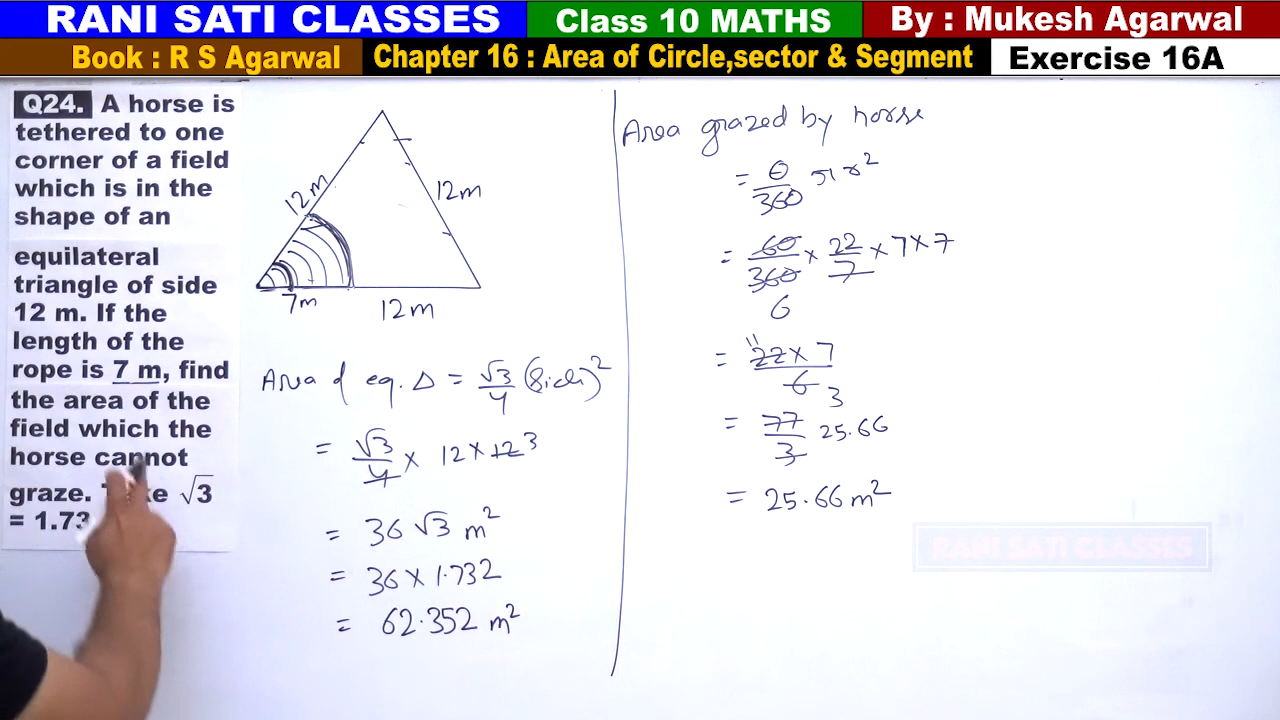 RANI SATI CLASSES
Class 10 MATHS
By : Mukesh Agarwal
Book : R S Agarwal
Chapter 16 : Area of Circle,sector & Segment
Exercise 16A
Q24. A horse is
tethered to one
corner of a field
which is in the
shape of an
equilateral
triangle of side
12 m. If the
length of the
rope is 7 m, find
the area of the
field which the
horse cannot
graze. √3
= 1.73
12m
12m
7m
12m
Area of eq. Δ = √3/4 (Side)²
= √3/4 × 12 × 12 3
= 36 √3 m²
= 36 × 1.732
= 62.352 m²
Area grazed by horse
= θ/360 πr²
= 60/360 × 22/7 × 7 × 7
6
= 11 22 × 7 / 6 3
= 77/3 25.66
= 25.66 m²
RANI SATI CLASSES